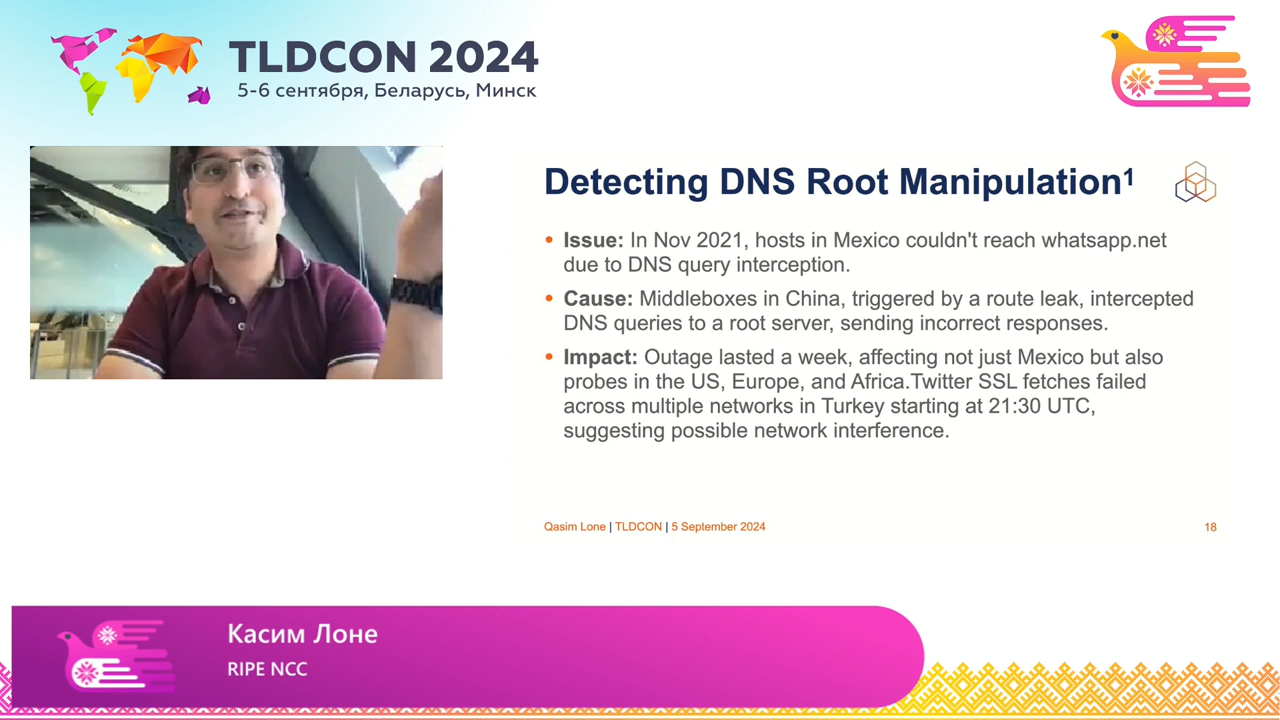 TLDCON 2024
5-6 сентября, Беларусь, Минск
Detecting DNS Root Manipulation¹
• Issue: In Nov 2021, hosts in Mexico couldn't reach whatsapp.net
due to DNS query interception.
• Cause: Middleboxes in China, triggered by a route leak, intercepted
DNS queries to a root server, sending incorrect responses.
• Impact: Outage lasted a week, affecting not just Mexico but also
probes in the US, Europe, and Africa.Twitter SSL fetches failed
across multiple networks in Turkey starting at 21:30 UTC,
suggesting possible network interference.
Qasim Lone | TLDCON | 5 September 2024
18
Касим Лоне
RIPE NCC